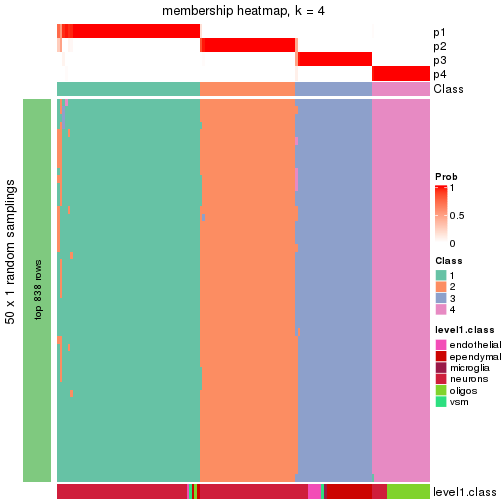 membership heatmap, k = 4
p1
p2
p3
p4
Class
50 x 1 random samplings
top 838 rows
Prob
1
0.5
0
Class
1
2
3
4
level1.class
endothelial
ependymal
microglia
neurons
oligos
vsm
level1.class